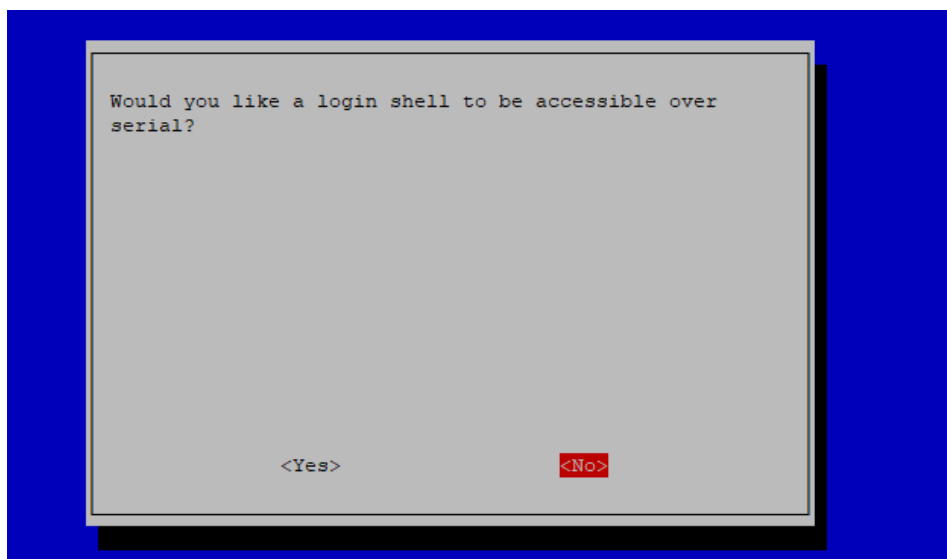 Would you like a login shell to be accessible over
serial?
<Yes> <No>